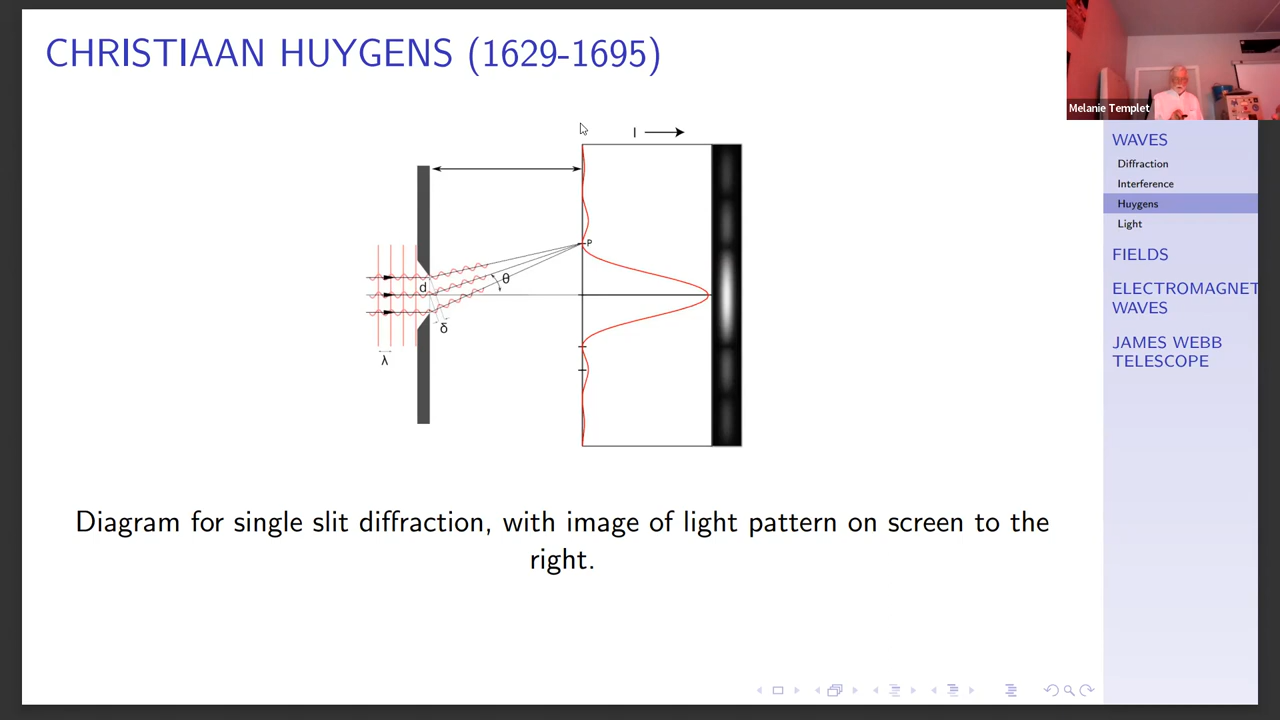 CHRISTIAAN HUYGENS (1629-1695)
Melanie Templet
I
P
d
θ
δ
λ
Diagram for single slit diffraction, with image of light pattern on screen to the
right.
WAVES
Diffraction
Interference
Huygens
Light
FIELDS
ELECTROMAGNET
WAVES
JAMES WEBB
TELESCOPE